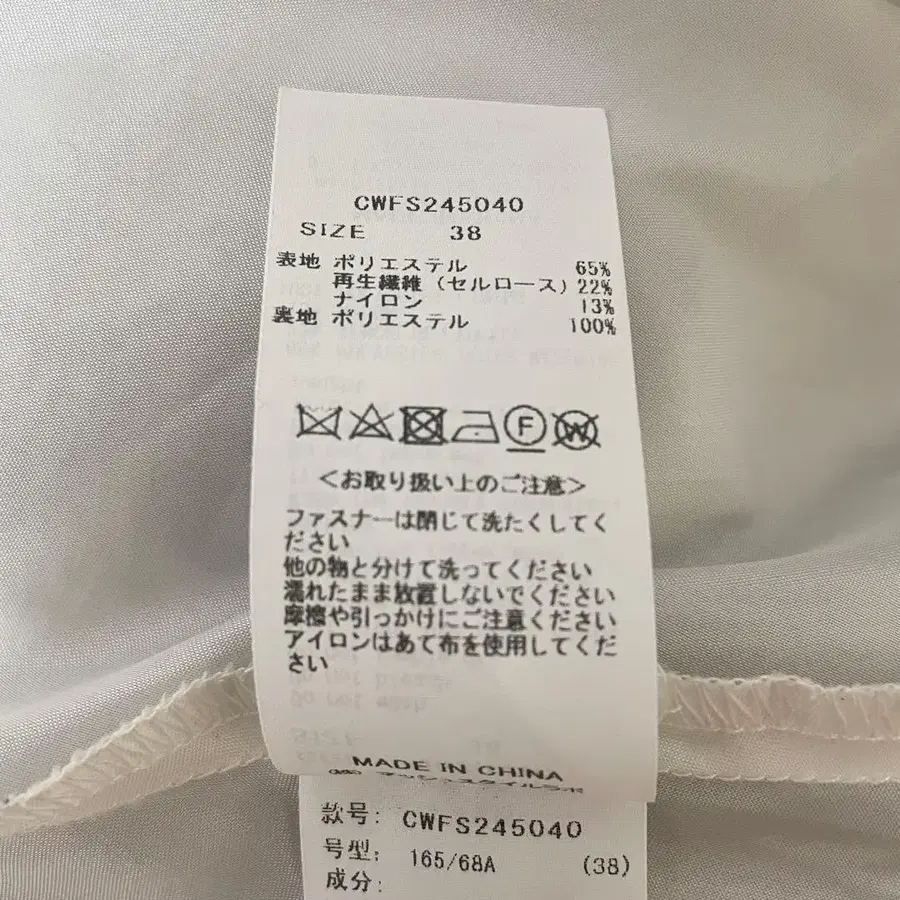 CWFS245040
SIZE 38
表地 ポリエステル 65%
再生繊維(セルロース) 22%
ナイロン 13%
裏地 ポリエステル 100%
F
W
<お取り扱い上のご注意>
ファスナーは閉じて洗たくしてく
ださい
他の物と分けて洗ってください
濡れたまま放置しないでください
摩擦や引っかけにご注意ください
アイロンはあて布を使用してくだ
さい
MADE IN CHINA
款号: CWFS245040
号型: 165/68A (38)
成分: